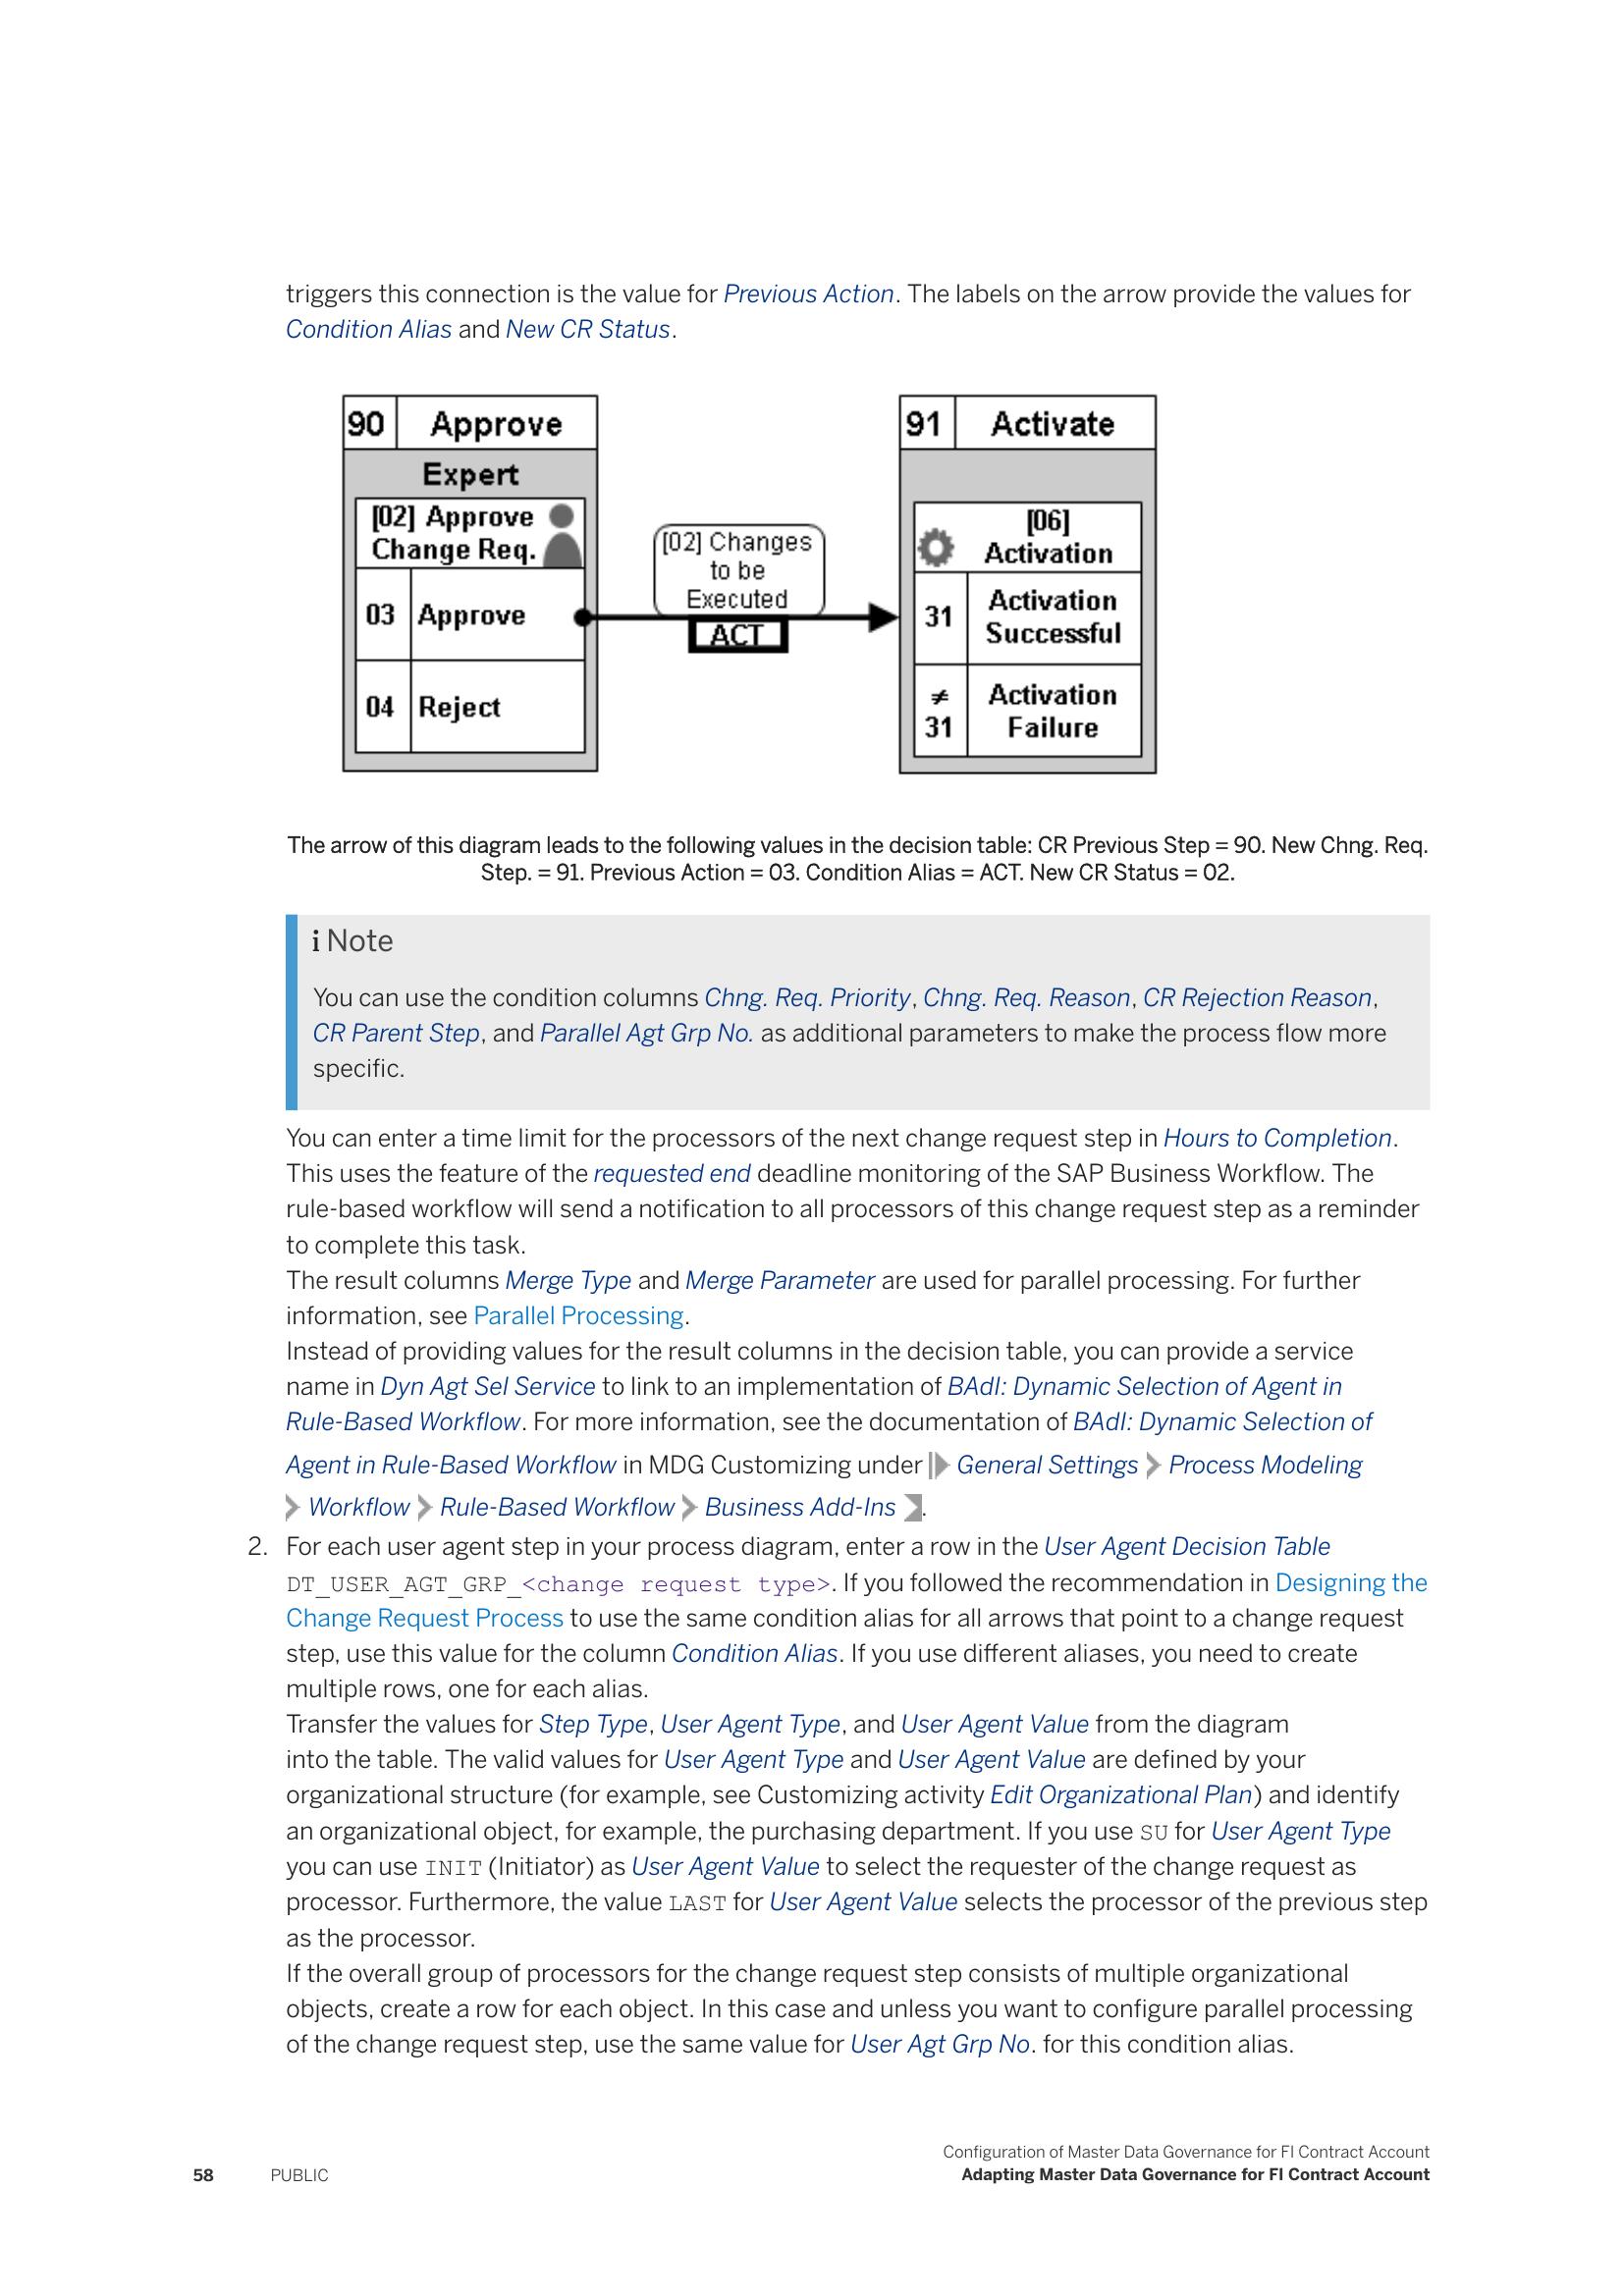 triggers this connection is the value for Previous Action. The labels on the arrow provide the values for
Condition Alias and New CR Status.
90 Approve
Expert
[02] Approve
Change Req.
03 Approve
04 Reject
[02] Changes
to be
Executed
ACT
91 Activate
[06]
Activation
31 Activation
Successful
≠
31 Activation
Failure
The arrow of this diagram leads to the following values in the decision table: CR Previous Step = 90. New Chng. Req.
Step. = 91. Previous Action = 03. Condition Alias = ACT. New CR Status = 02.
i Note
You can use the condition columns Chng. Req. Priority, Chng. Req. Reason, CR Rejection Reason,
CR Parent Step, and Parallel Agt Grp No. as additional parameters to make the process flow more
specific.
You can enter a time limit for the processors of the next change request step in Hours to Completion.
This uses the feature of the requested end deadline monitoring of the SAP Business Workflow. The
rule-based workflow will send a notification to all processors of this change request step as a reminder
to complete this task.
The result columns Merge Type and Merge Parameter are used for parallel processing. For further
information, see Parallel Processing.
Instead of providing values for the result columns in the decision table, you can provide a service
name in Dyn Agt Sel Service to link to an implementation of BAdI: Dynamic Selection of Agent in
Rule-Based Workflow. For more information, see the documentation of BAdI: Dynamic Selection of
Agent in Rule-Based Workflow in MDG Customizing under General Settings Process Modeling
Workflow Rule-Based Workflow Business Add-Ins .
2. For each user agent step in your process diagram, enter a row in the User Agent Decision Table
DT_USER_AGT_GRP_<change request type>. If you followed the recommendation in Designing the
Change Request Process to use the same condition alias for all arrows that point to a change request
step, use this value for the column Condition Alias. If you use different aliases, you need to create
multiple rows, one for each alias.
Transfer the values for Step Type, User Agent Type, and User Agent Value from the diagram
into the table. The valid values for User Agent Type and User Agent Value are defined by your
organizational structure (for example, see Customizing activity Edit Organizational Plan) and identify
an organizational object, for example, the purchasing department. If you use SU for User Agent Type
you can use INIT (Initiator) as User Agent Value to select the requester of the change request as
processor. Furthermore, the value LAST for User Agent Value selects the processor of the previous step
as the processor.
If the overall group of processors for the change request step consists of multiple organizational
objects, create a row for each object. In this case and unless you want to configure parallel processing
of the change request step, use the same value for User Agt Grp No. for this condition alias.
Configuration of Master Data Governance for FI Contract Account
58 PUBLIC Adapting Master Data Governance for FI Contract Account